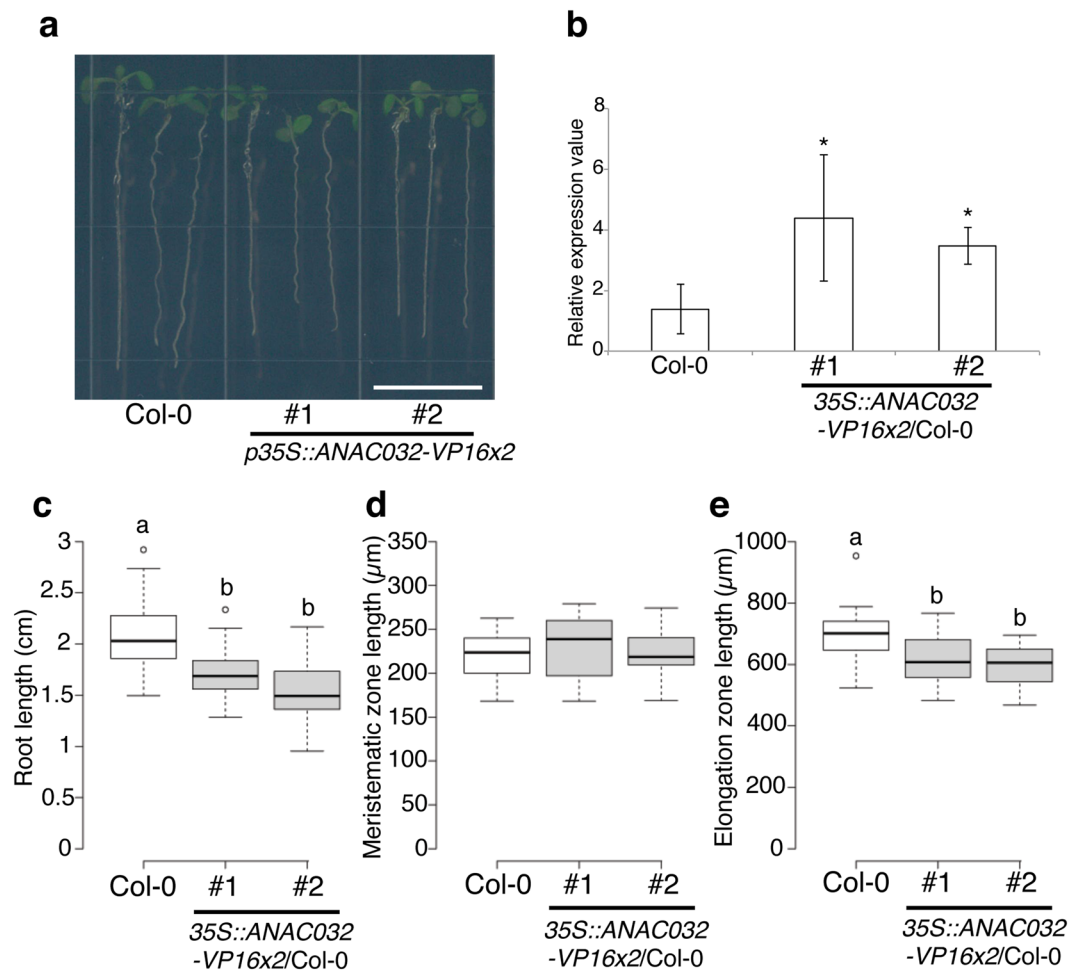 a
Col-0 #1 #2
p35S::ANAC032-VP16x2
b
Relative expression value
8
6
4
2
0
*
*
Col-0 #1 #2
35S::ANAC032
-VP16x2/Col-0
c
Root length (cm)
3
2.5
2
1.5
1
0.5
0
a
b
b
Col-0 #1 #2
35S::ANAC032
-VP16x2/Col-0
d
Meristematic zone length (µm)
350
300
250
200
150
100
50
0
Col-0 #1 #2
35S::ANAC032
-VP16x2/Col-0
e
Elongation zone length (µm)
1000
800
600
400
200
0
a
b
b
Col-0 #1 #2
35S::ANAC032
-VP16x2/Col-0